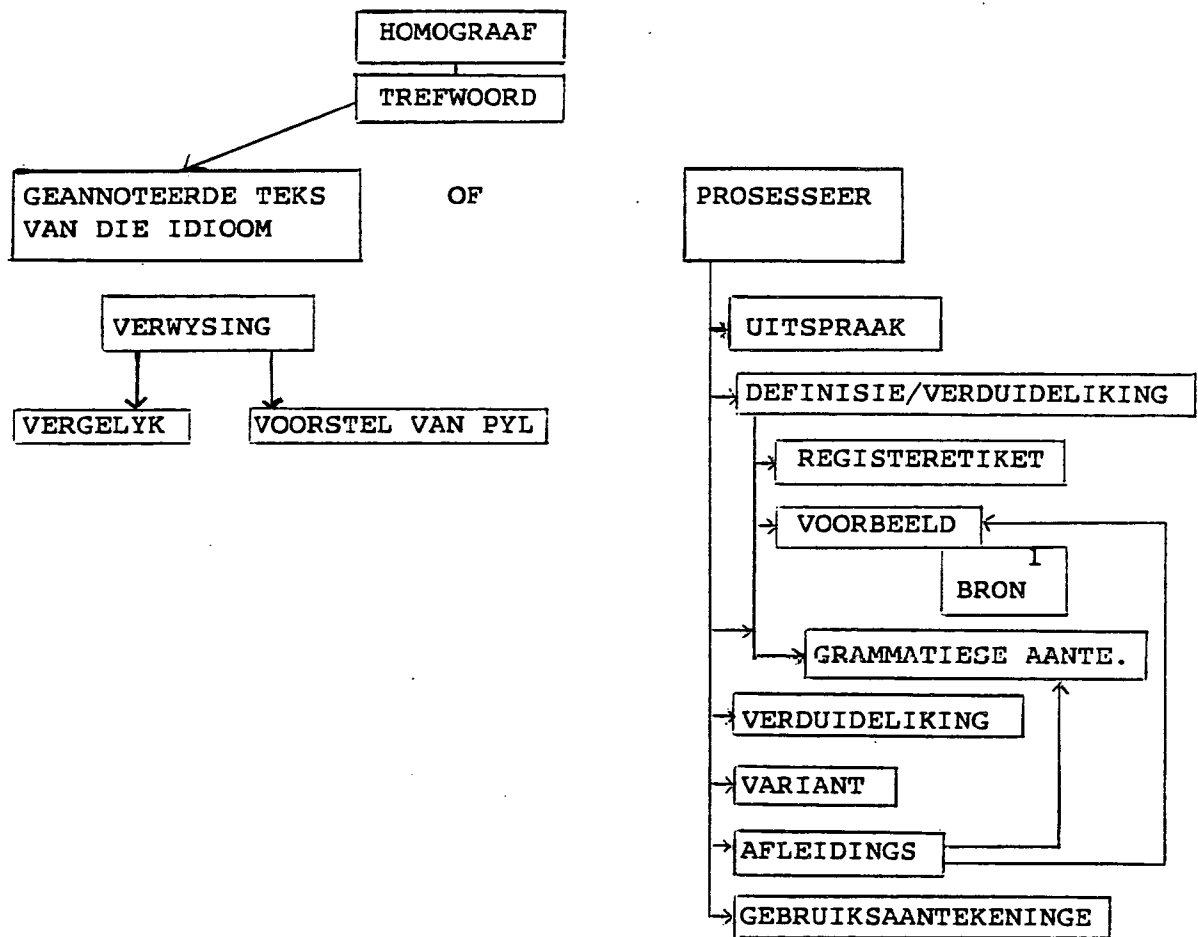 HOMOGRAAF
TREFWOORD
GEANNOTEERDE TEKS
VAN DIE IDIOOM
OF
PROSESSEER
VERWYSING
VERGELYK
VOORSTEL VAN PYL
UITSPRAAK
DEFINISIE/VERDUIDELIKING
REGISTERETIKET
VOORBEELD
BRON
GRAMMATIESE AANTE.
VERDUIDELIKING
VARIANT
AFLEIDINGS
GEBRUIKSAANTEKENINGE